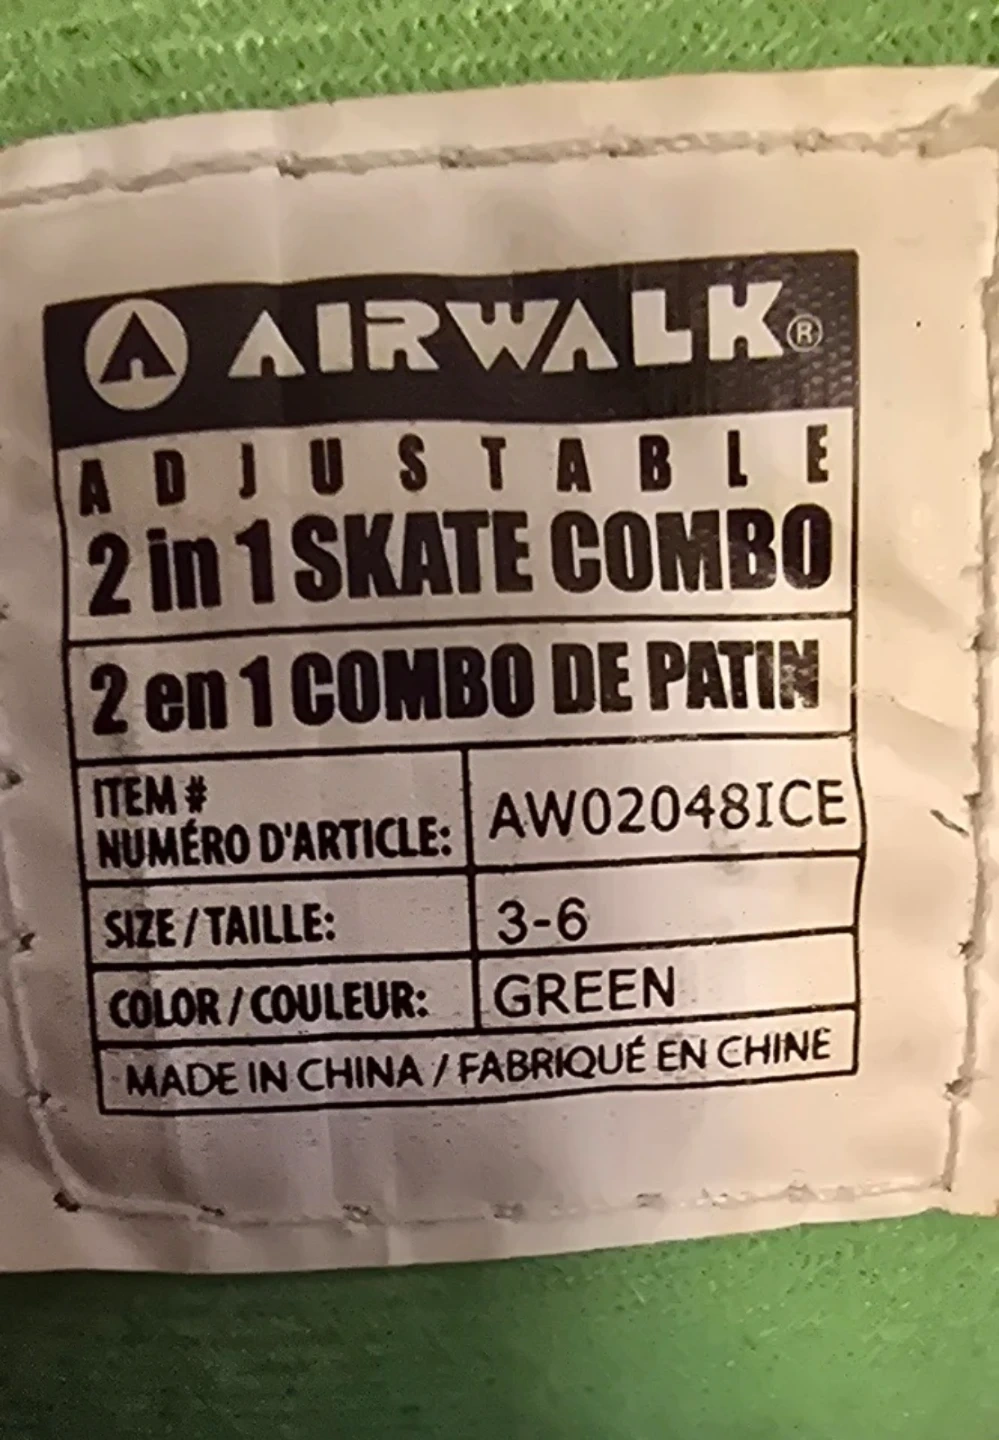 AIRWALK®
ADJUSTABLE
2 in 1 SKATE COMBO
2 en 1 COMBO DE PATIN
ITEM #
NUMÉRO D'ARTICLE: AW02048ICE
SIZE / TAILLE: 3-6
COLOR / COULEUR: GREEN
MADE IN CHINA / FABRIQUÉ EN CHINE